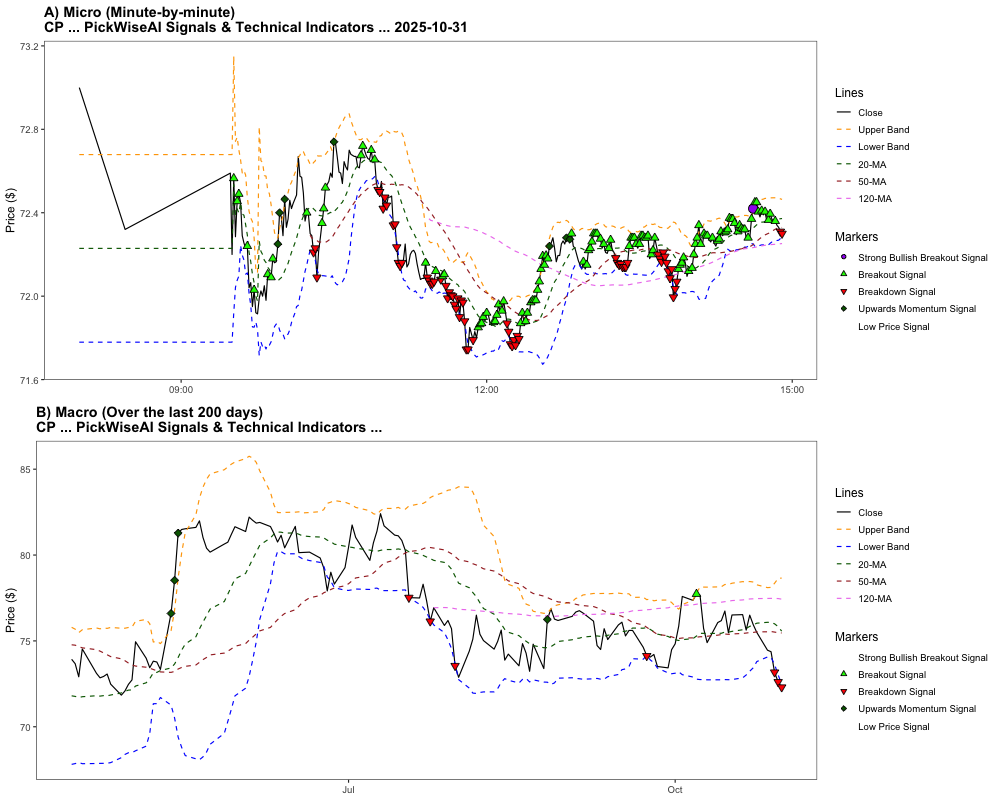 A) Micro (Minute-by-minute)
CP ... PickWiseAI Signals & Technical Indicators ... 2025-10-31
73.2
72.8
72.4
72.0
71.6
Price ($)
09:00
12:00
15:00
Lines
Close
Upper Band
Lower Band
20-MA
50-MA
120-MA
Markers
Strong Bullish Breakout Signal
Breakout Signal
Breakdown Signal
Upwards Momentum Signal
Low Price Signal
B) Macro (Over the last 200 days)
CP ... PickWiseAI Signals & Technical Indicators ...
85
80
75
70
Price ($)
Jul
Oct
Lines
Close
Upper Band
Lower Band
20-MA
50-MA
120-MA
Markers
Strong Bullish Breakout Signal
Breakout Signal
Breakdown Signal
Upwards Momentum Signal
Low Price Signal